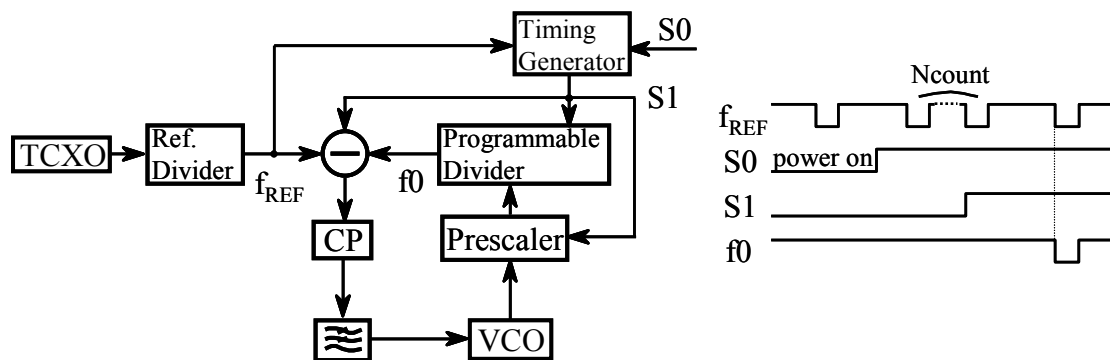 Timing
Generator
S0
S1
TCXO
Ref.
Divider
f_REF
f0
Programmable
Divider
CP
Prescaler
VCO
Ncount
f_REF
S0
power on
S1
f0